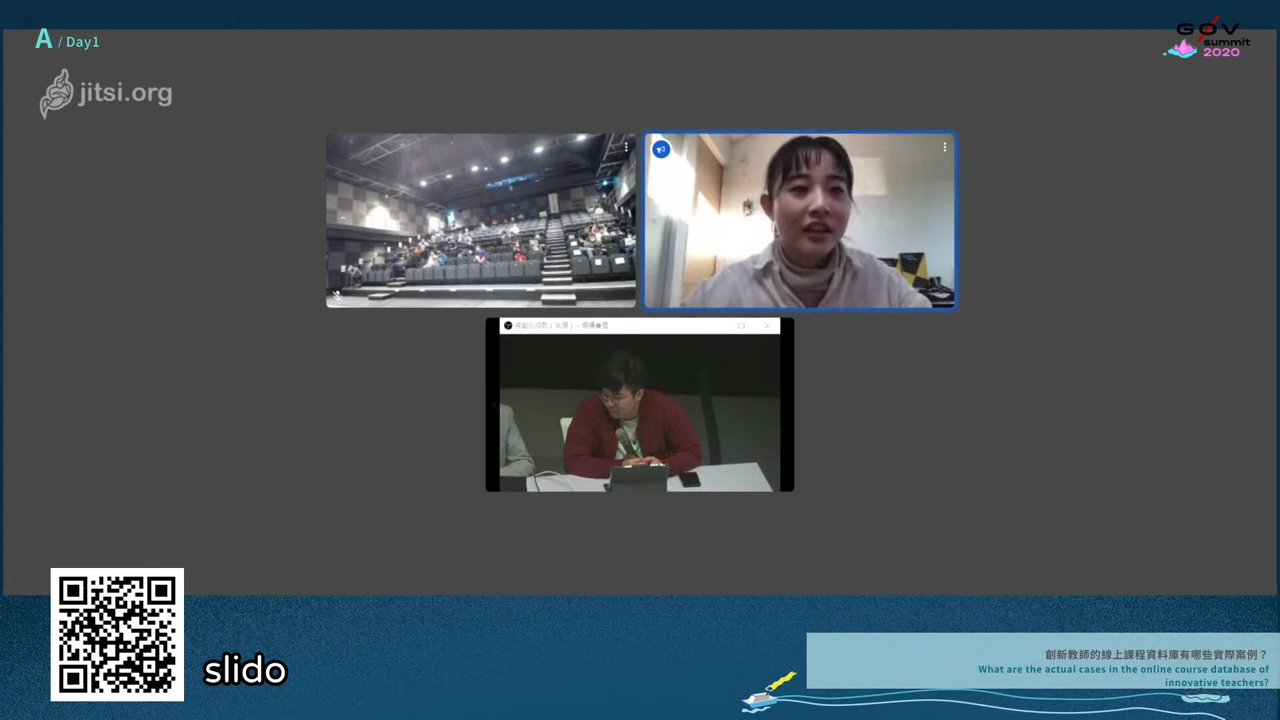 A / Day1
GØV
summit
2020
jitsi.org
slido
創新教師的線上課程資料庫有哪些實際案例？
What are the actual cases in the online course database of
innovative teachers?